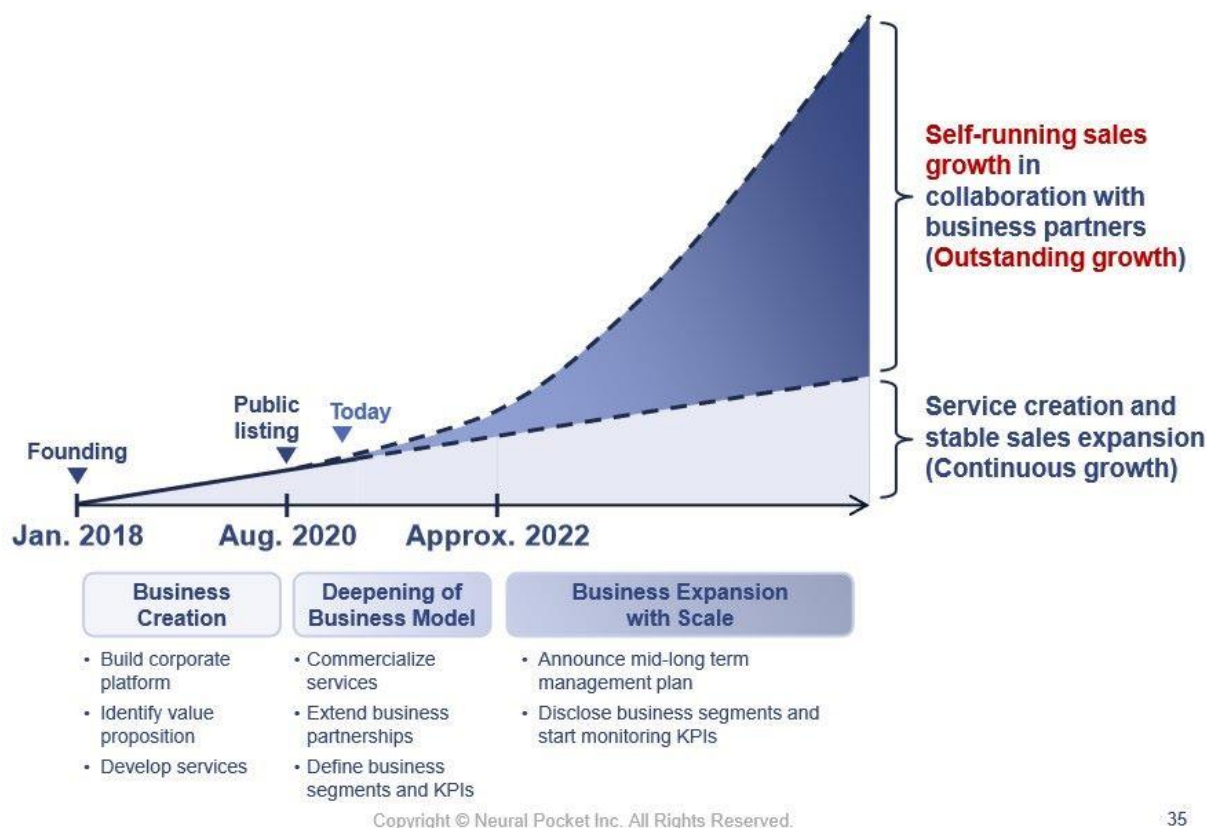 Self-running sales
growth in
collaboration with
business partners
(Outstanding growth)
Public
listing
Today
Founding
Service creation and
stable sales expansion
(Continuous growth)
Jan. 2018
Aug. 2020
Approx. 2022
Business
Creation
• Build corporate
platform
• Identify value
proposition
• Develop services
Deepening of
Business Model
• Commercialize
services
• Extend business
partnerships
• Define business
segments and KPIs
Business Expansion
with Scale
• Announce mid-long term
management plan
• Disclose business segments and
start monitoring KPIs
Copyright © Neural Pocket Inc. All Rights Reserved.
35